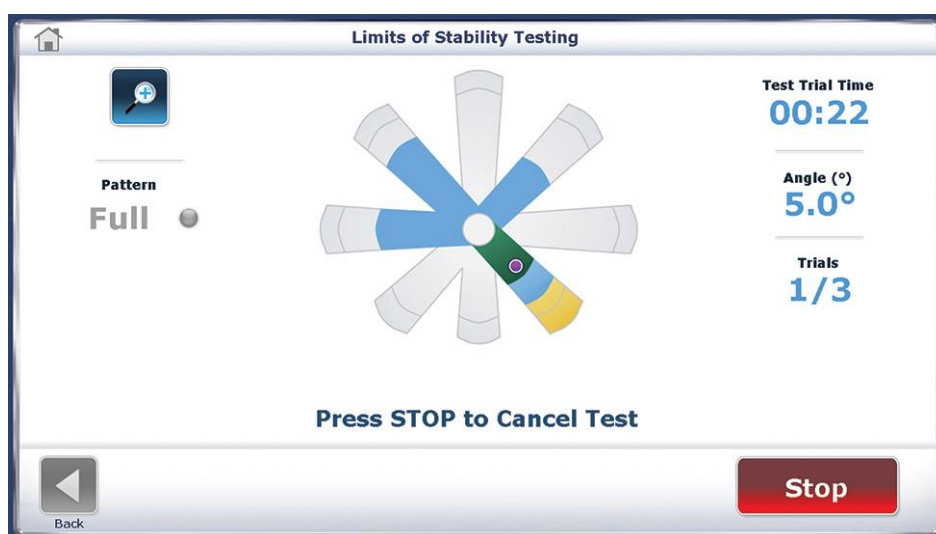 Limits of Stability Testing
Pattern
Full
Test Trial Time
00:22
Angle (°)
5.0°
Trials
1/3
Press STOP to Cancel Test
Back
Stop